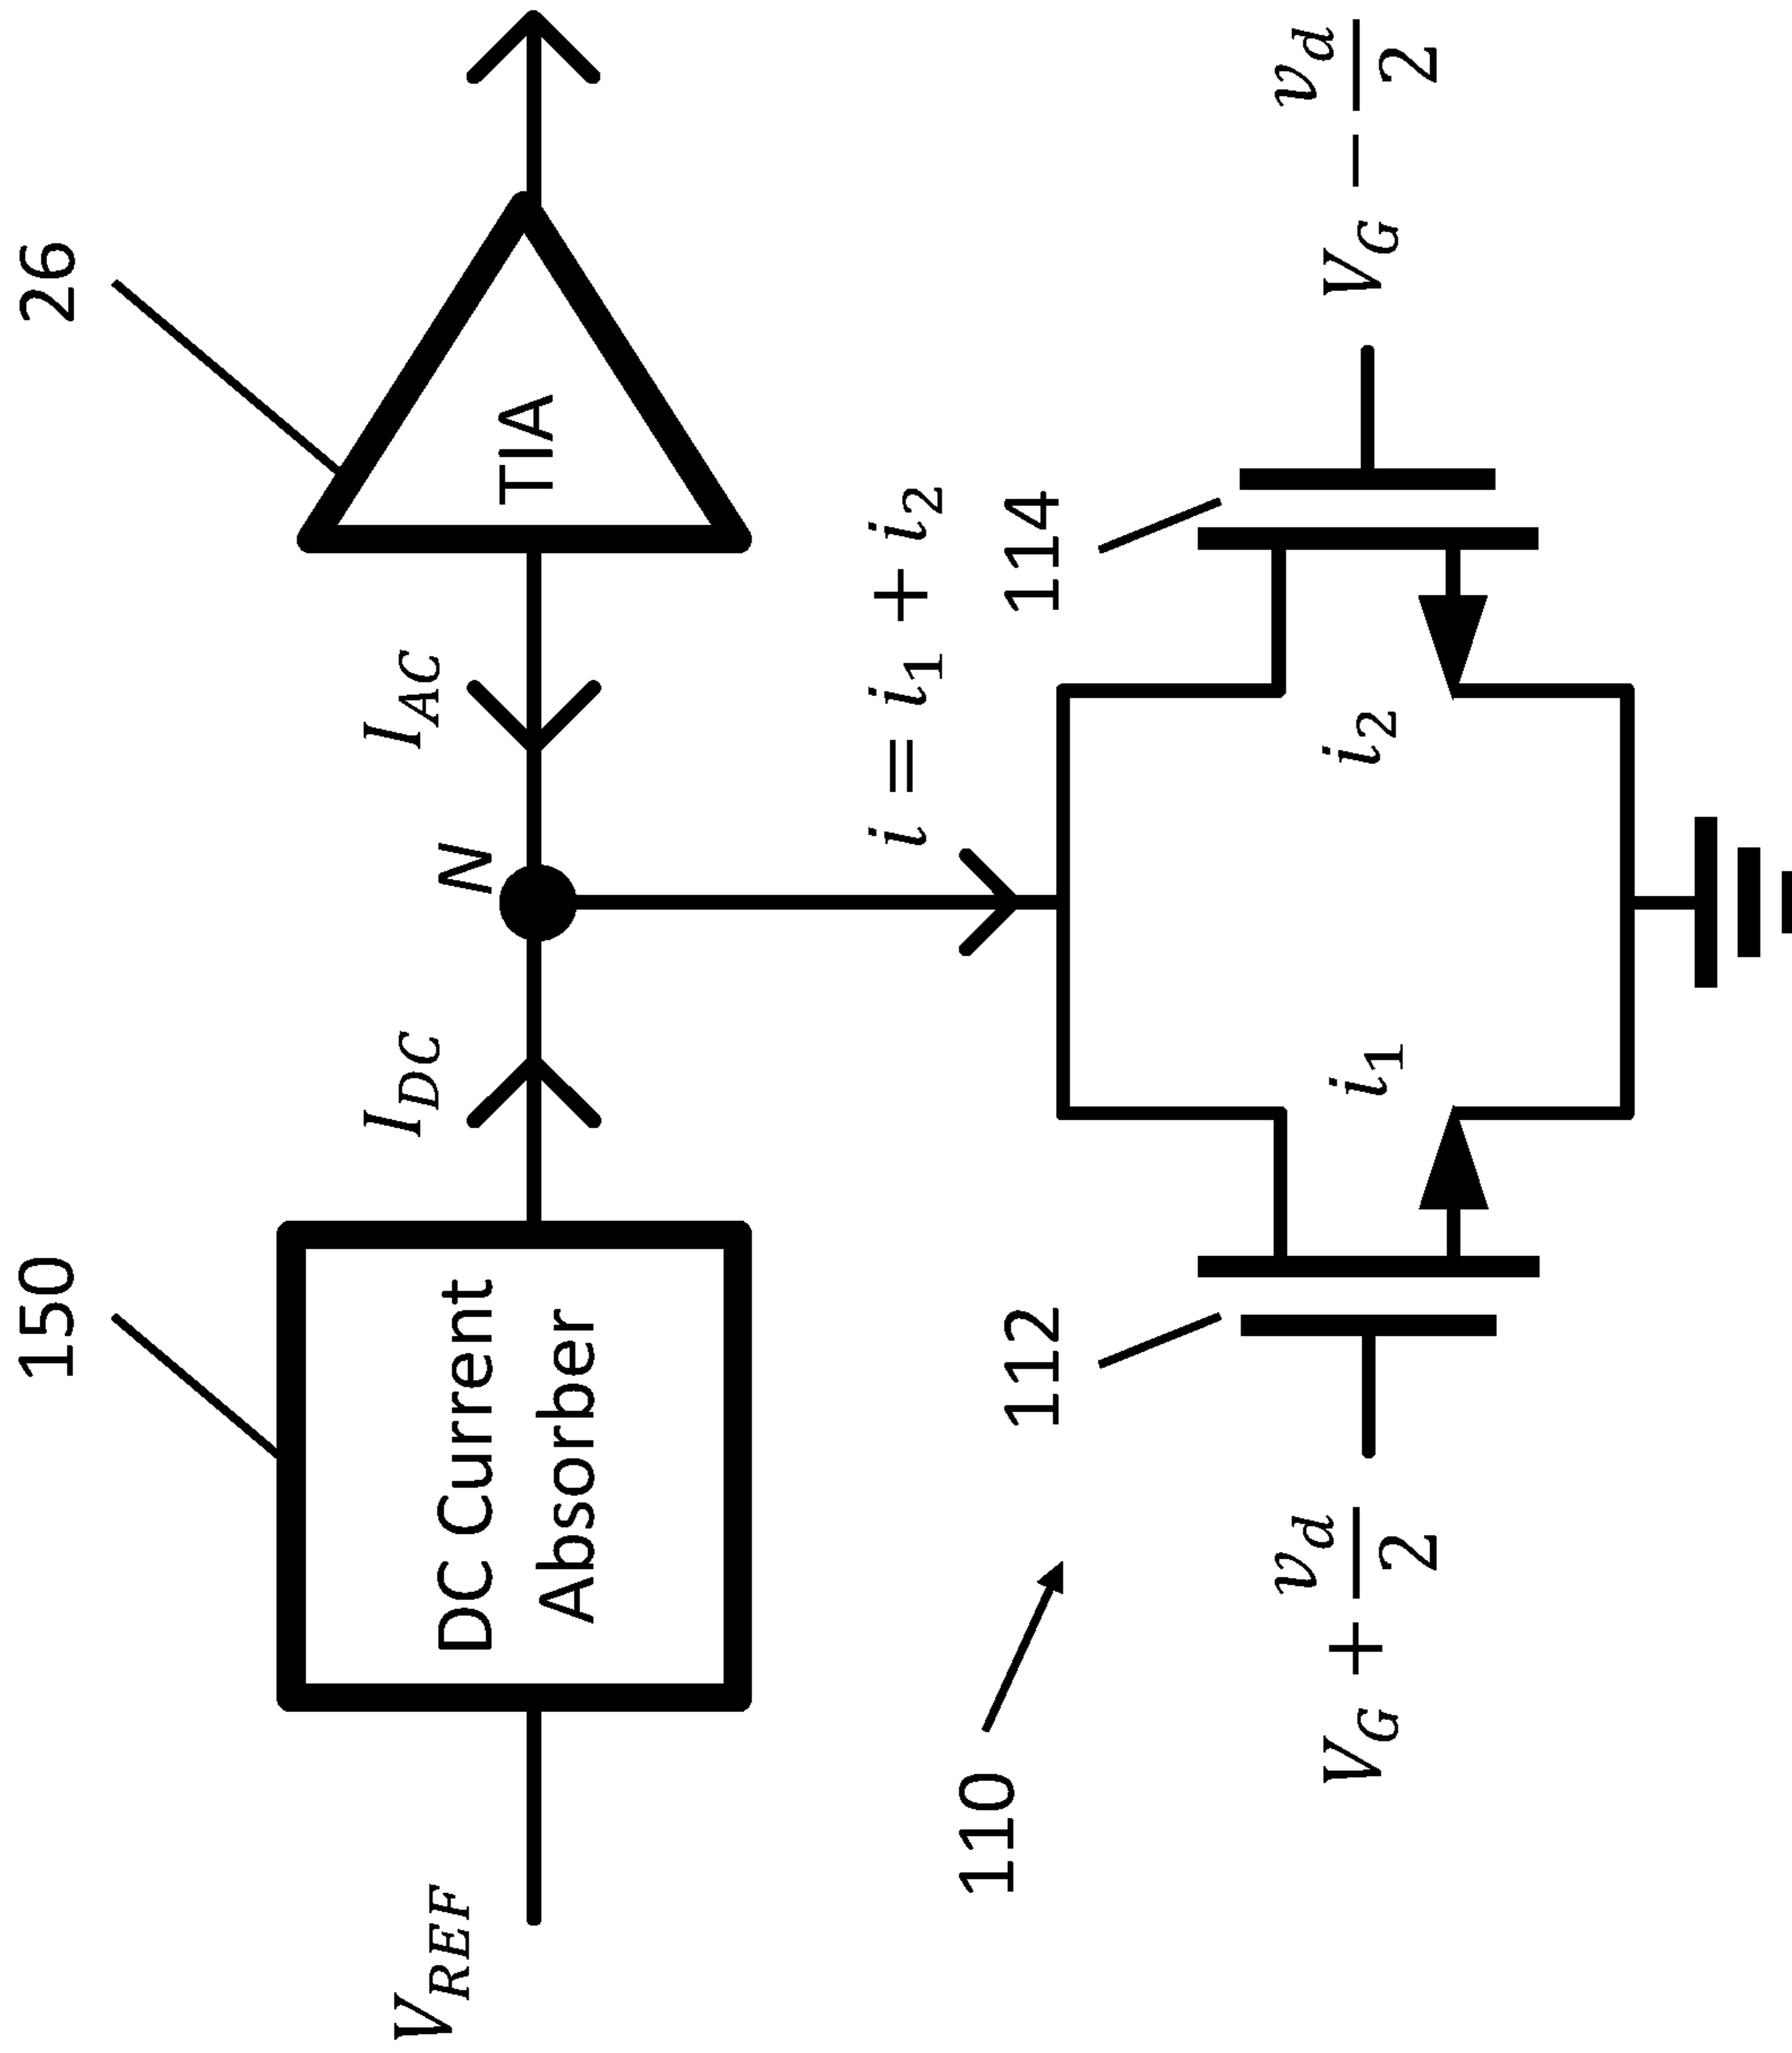 150
26
V_REF
DC Current
Absorber
I_DC
N
I_AC
TIA
i = i_1 + i_2
110
112
114
V_G + v_d/2
i_1
i_2
V_G − v_d/2